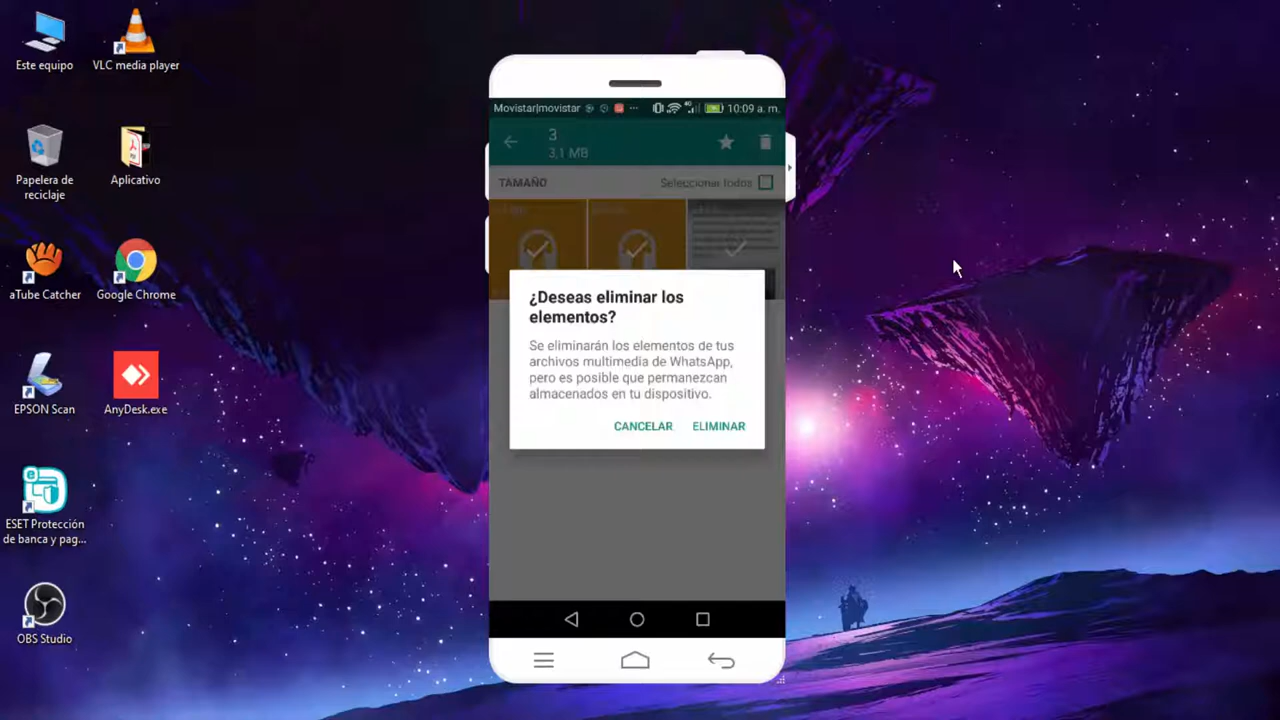 Este equipo
VLC media player
Papelera de
reciclaje
Aplicativo
aTube Catcher
Google Chrome
EPSON Scan
AnyDesk.exe
ESET Protección
de banca y pag...
OBS Studio
Movistar|movistar
10:09 a. m.
3
3,1 MB
TAMAÑO
Seleccionar todos
¿Deseas eliminar los
elementos?
Se eliminarán los elementos de tus
archivos multimedia de WhatsApp,
pero es posible que permanezcan
almacenados en tu dispositivo.
CANCELAR
ELIMINAR